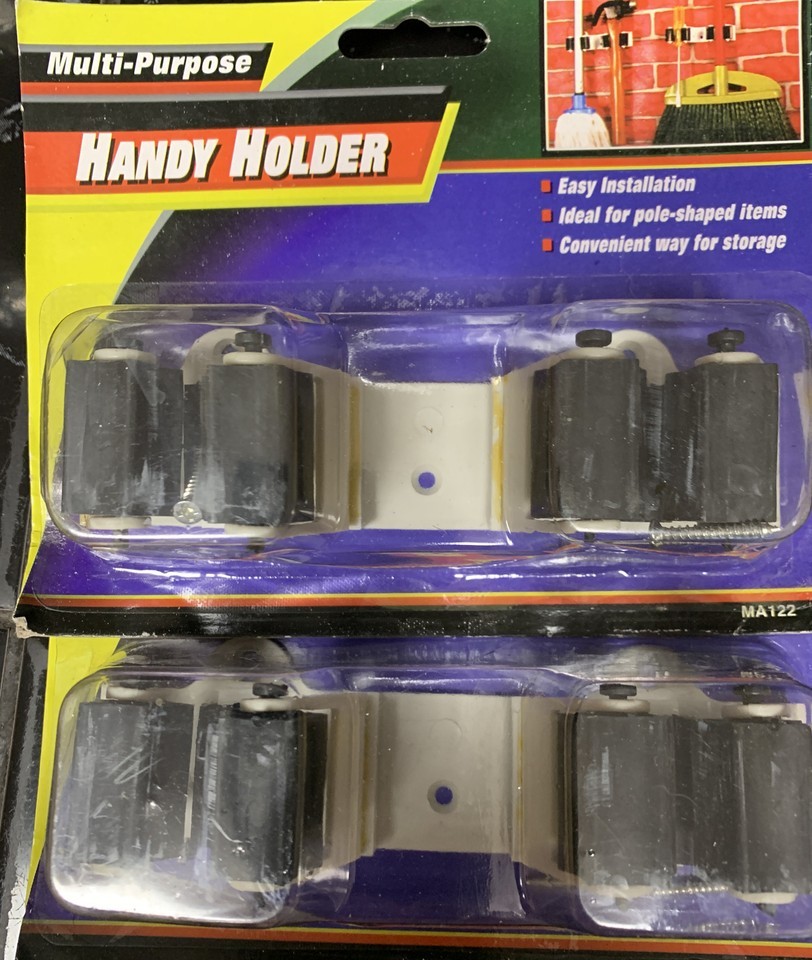 Multi-Purpose
HANDY HOLDER
Easy Installation
Ideal for pole-shaped items
Convenient way for storage
MA122